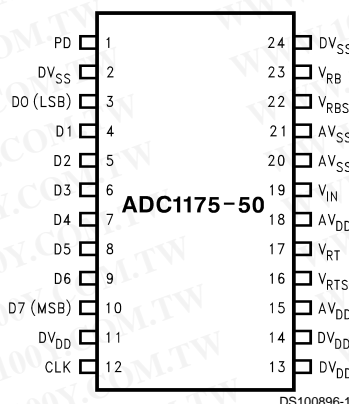 PD 1 24 DVSS
DVSS 2 23 VRB
D0 (LSB) 3 22 VRBS
D1 4 21 AVSS
D2 5 20 AVSS
D3 6 19 VIN
ADC1175-50
D4 7 18 AVDD
D5 8 17 VRT
D6 9 16 VRTS
D7 (MSB) 10 15 AVDD
DVDD 11 14 DVDD
CLK 12 13 DVDD
DS100896-1